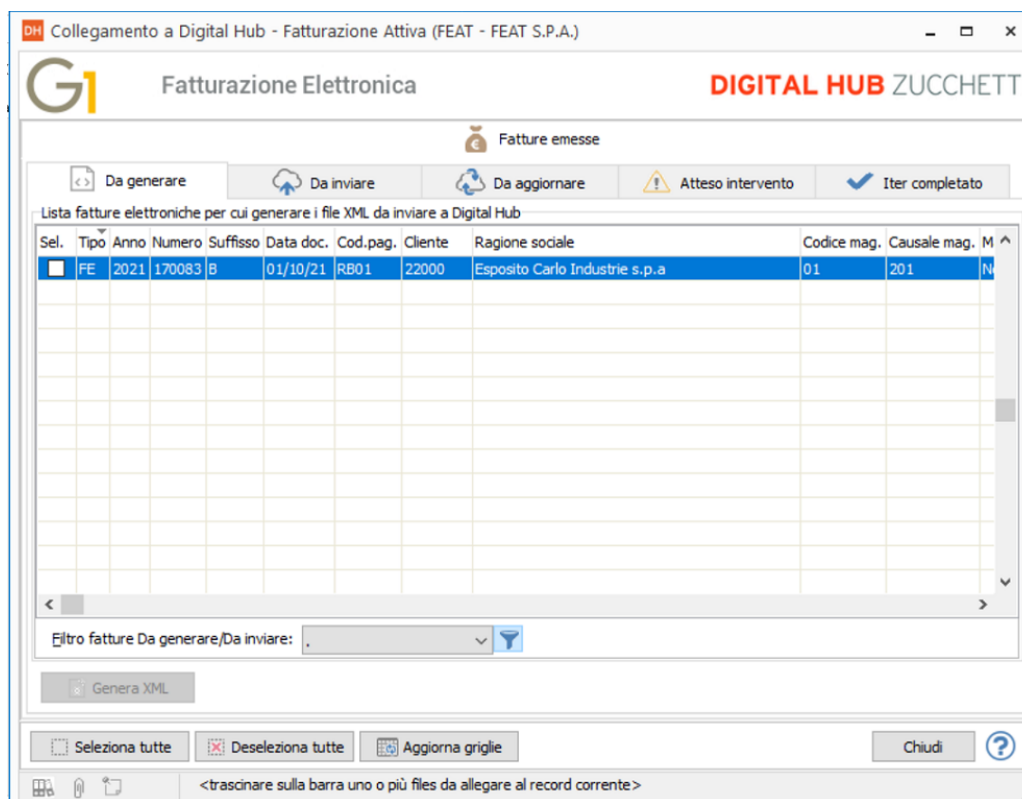 DH Collegamento a Digital Hub - Fatturazione Attiva (FEAT - FEAT S.P.A.)
G1 Fatturazione Elettronica DIGITAL HUB ZUCCHETT
Fatture emesse
Da generare Da inviare Da aggiornare Atteso intervento Iter completato
Lista fatture elettroniche per cui generare i file XML da inviare a Digital Hub
Sel. Tipo Anno Numero Suffisso Data doc. Cod.pag. Cliente Ragione sociale Codice mag. Causale mag. M
FE 2021 170083 B 01/10/21 RB01 22000 Esposito Carlo Industrie s.p.a 01 201
Filtro fatture Da generare/Da inviare: .
Genera XML
Seleziona tutte Deseleziona tutte Aggiorna griglie Chiudi ?
<trascinare sulla barra uno o più files da allegare al record corrente>